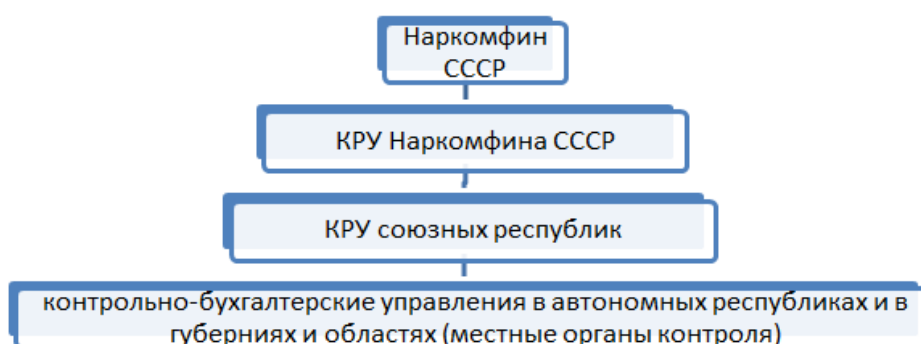 Наркомфин
СССР
КРУ Наркомфина СССР
КРУ союзных республик
контрольно-бухгалтерские управления в автономных республиках и в
губерниях и областях (местные органы контроля)